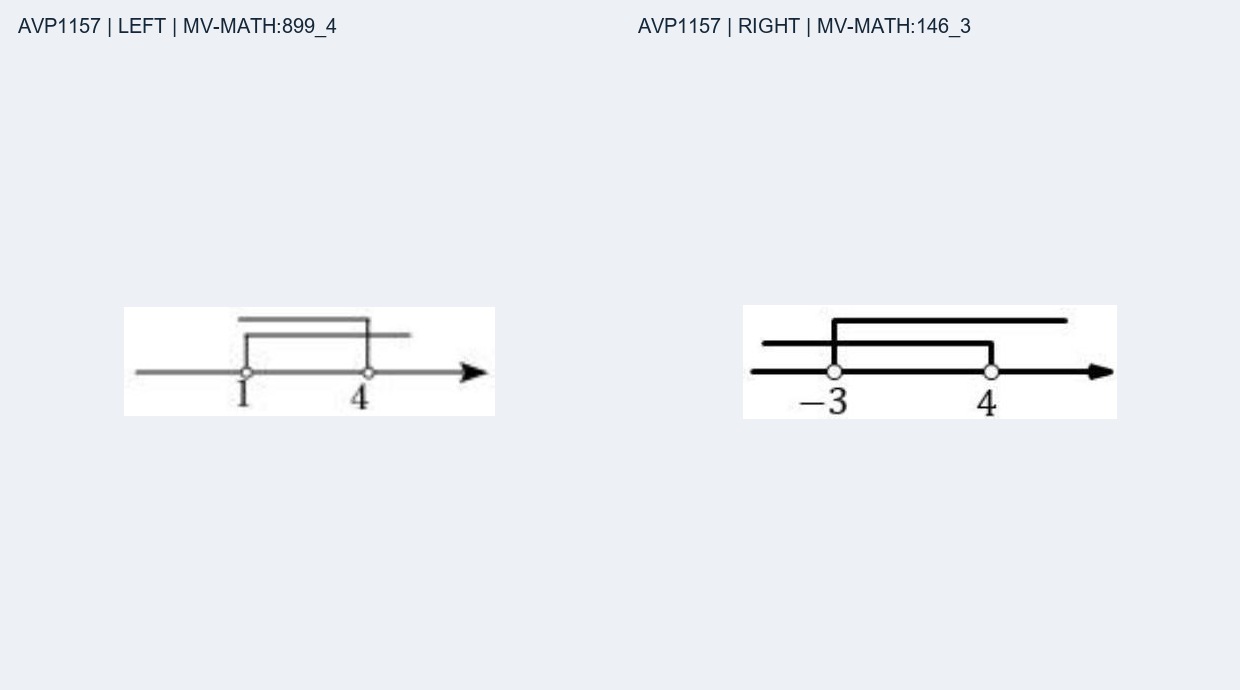 AVP1157 | LEFT | MV-MATH:899_4
AVP1157 | RIGHT | MV-MATH:146_3
1 4
−3 4